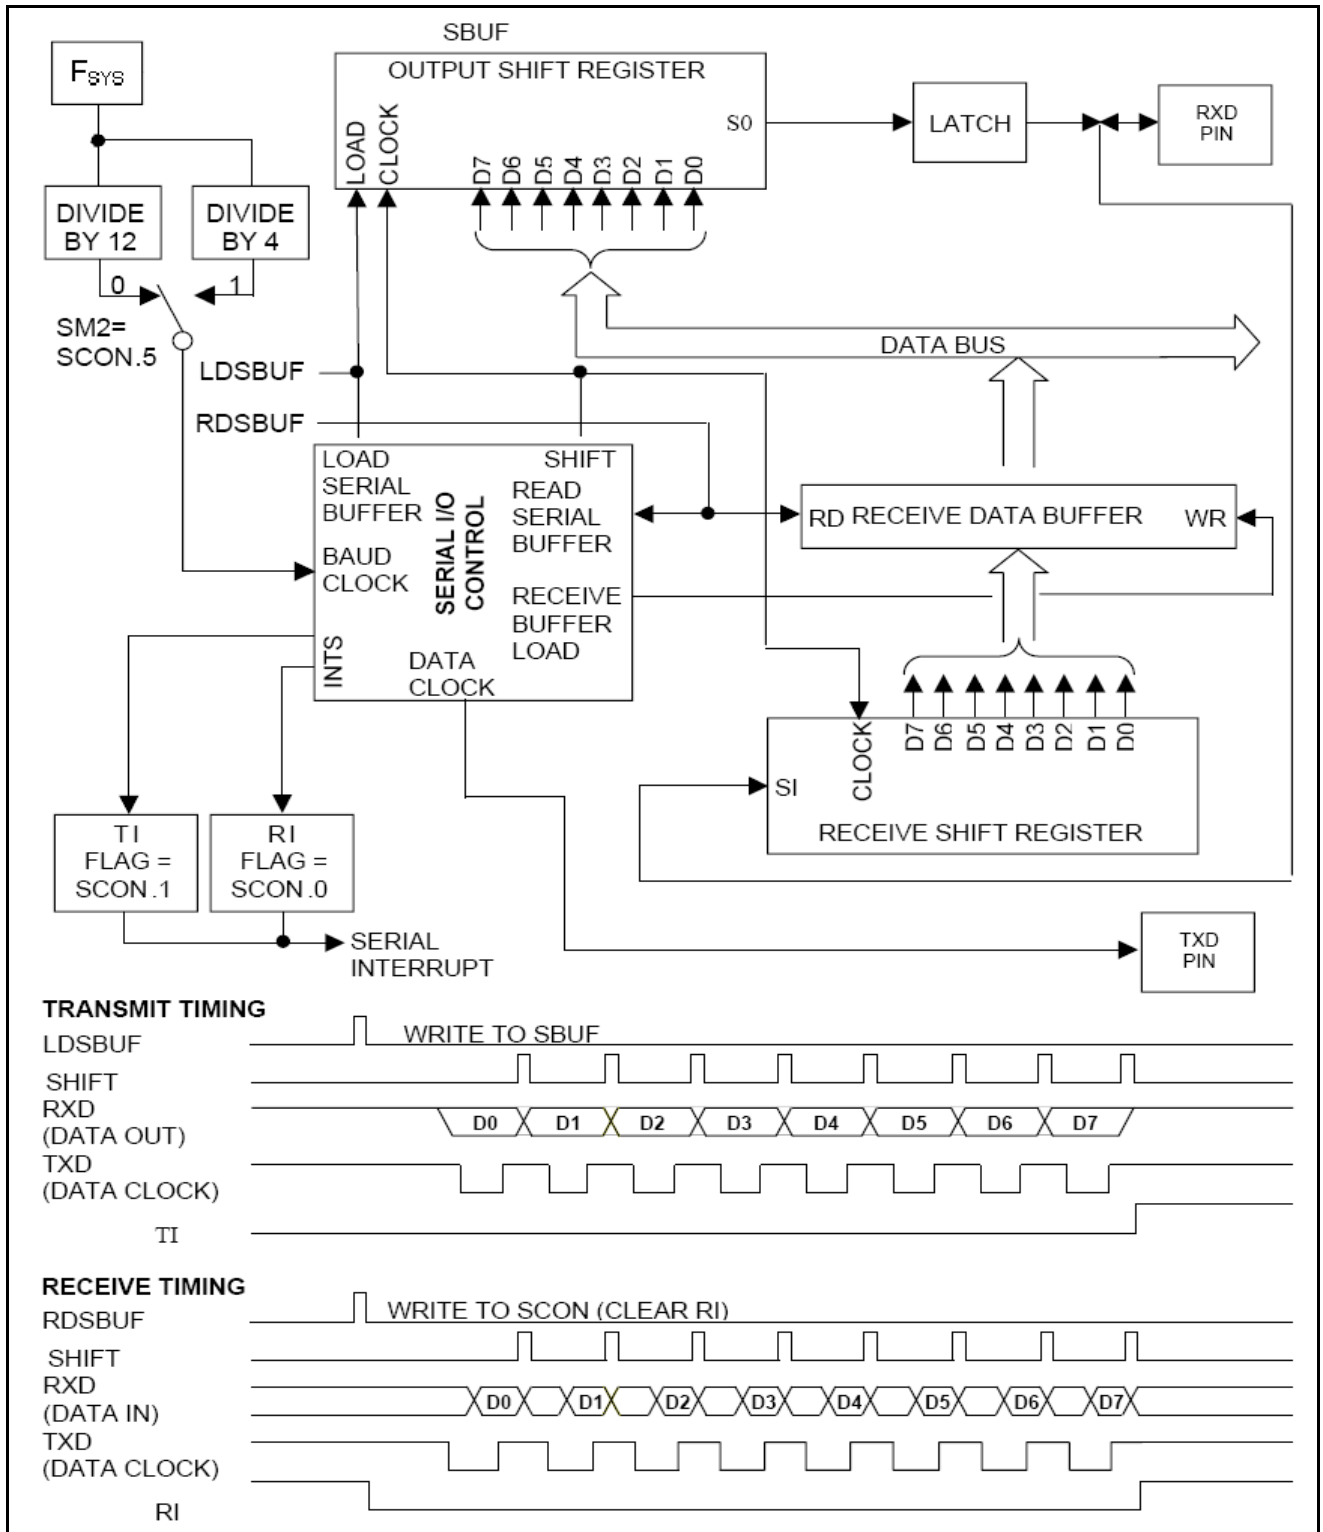 SBUF
F_SYS
OUTPUT SHIFT REGISTER
LOAD
CLOCK
S0
D7
D6
D5
D4
D3
D2
D1
D0
LATCH
RXD
PIN
DIVIDE
BY 12
DIVIDE
BY 4
0
1
SM2=
SCON.5
DATA BUS
LDSBUF
RDSBUF
LOAD
SERIAL
BUFFER
BAUD
CLOCK
INTS
SERIAL I/O
CONTROL
SHIFT
READ
SERIAL
BUFFER
RECEIVE
BUFFER
LOAD
DATA
CLOCK
RD
RECEIVE DATA BUFFER
WR
SI
CLOCK
D7
D6
D5
D4
D3
D2
D1
D0
RECEIVE SHIFT REGISTER
TI
FLAG =
SCON.1
RI
FLAG =
SCON.0
SERIAL
INTERRUPT
TXD
PIN
TRANSMIT TIMING
LDSBUF
WRITE TO SBUF
SHIFT
RXD
(DATA OUT)
D0 D1 D2 D3 D4 D5 D6 D7
TXD
(DATA CLOCK)
TI
RECEIVE TIMING
RDSBUF
WRITE TO SCON (CLEAR RI)
SHIFT
RXD
(DATA IN)
D0 D1 D2 D3 D4 D5 D6 D7
TXD
(DATA CLOCK)
RI